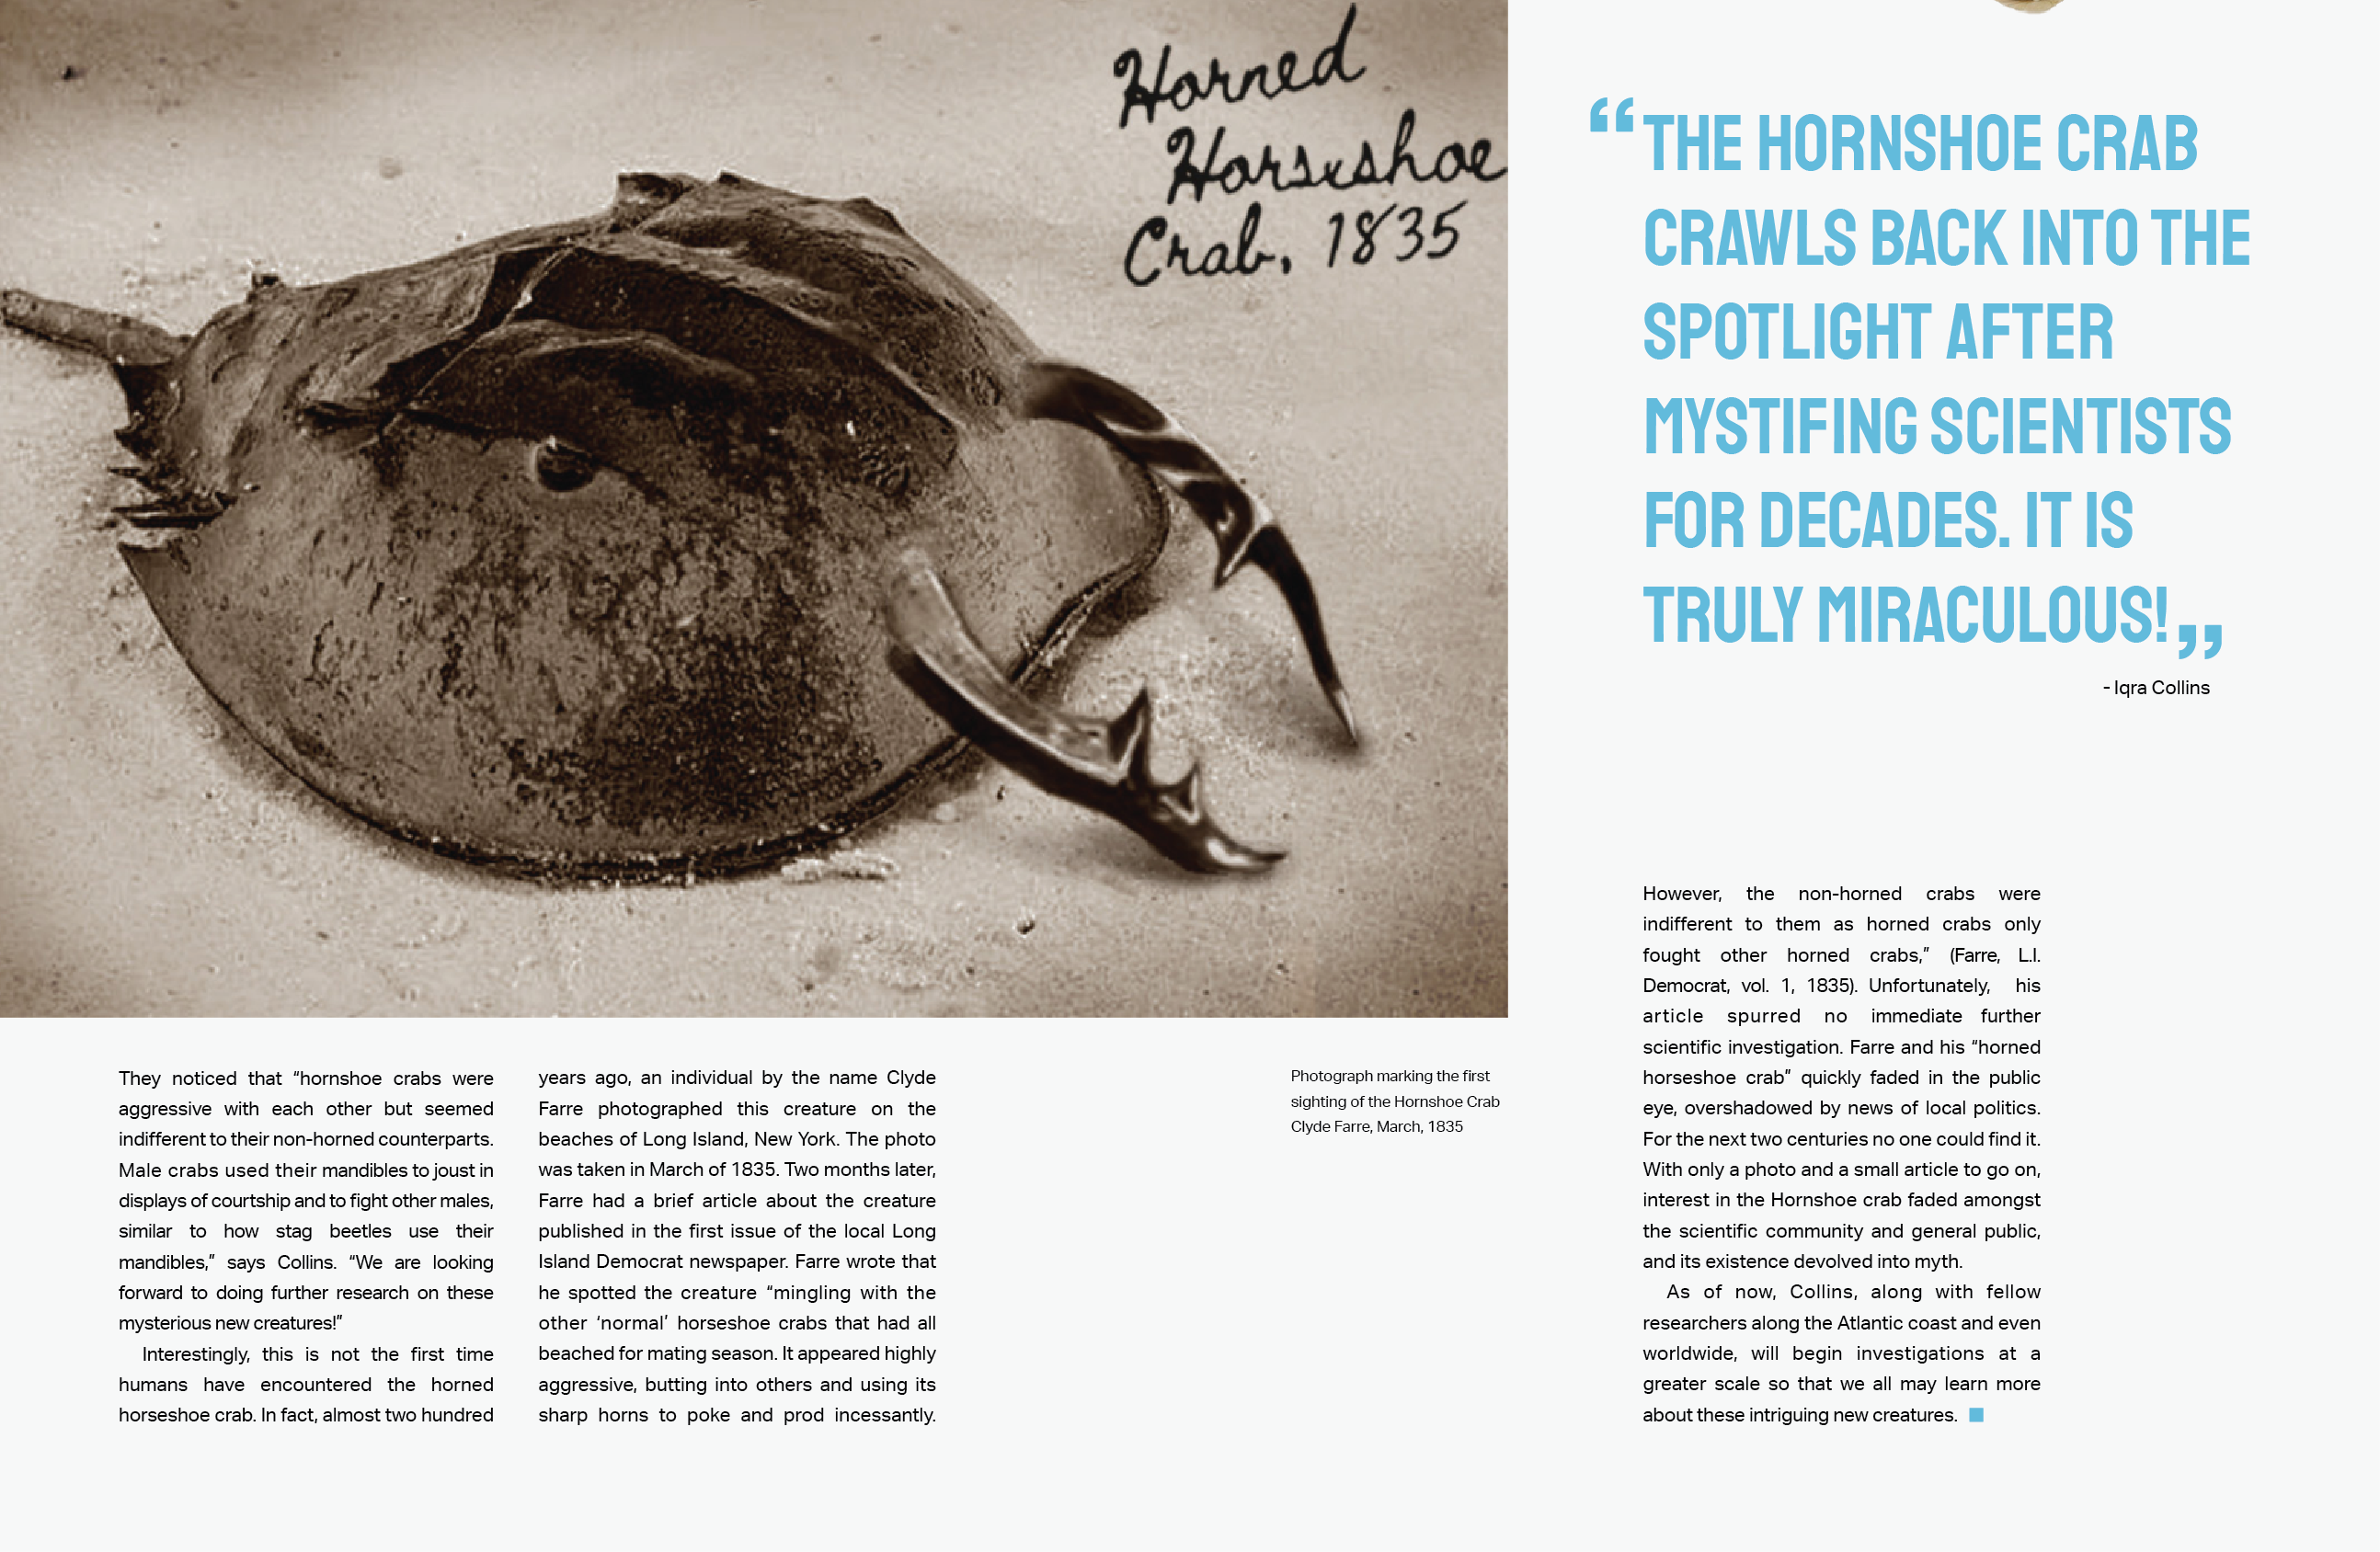 Horned
Horseshoe
Crab, 1835
“THE HORNSHOE CRAB
CRAWLS BACK INTO THE
SPOTLIGHT AFTER
MYSTIFING SCIENTISTS
FOR DECADES. IT IS
TRULY MIRACULOUS!”
- Iqra Collins
They noticed that “hornshoe crabs were
aggressive with each other but seemed
indifferent to their non-horned counterparts.
Male crabs used their mandibles to joust in
displays of courtship and to fight other males,
similar to how stag beetles use their
mandibles,” says Collins. “We are looking
forward to doing further research on these
mysterious new creatures!”
Interestingly, this is not the first time
humans have encountered the horned
horseshoe crab. In fact, almost two hundred
years ago, an individual by the name Clyde
Farre photographed this creature on the
beaches of Long Island, New York. The photo
was taken in March of 1835. Two months later,
Farre had a brief article about the creature
published in the first issue of the local Long
Island Democrat newspaper. Farre wrote that
he spotted the creature “mingling with the
other ‘normal’ horseshoe crabs that had all
beached for mating season. It appeared highly
aggressive, butting into others and using its
sharp horns to poke and prod incessantly.
Photograph marking the first
sighting of the Hornshoe Crab
Clyde Farre, March, 1835
However, the non-horned crabs were
indifferent to them as horned crabs only
fought other horned crabs,” (Farre, L.I.
Democrat, vol. 1, 1835). Unfortunately, his
article spurred no immediate further
scientific investigation. Farre and his “horned
horseshoe crab” quickly faded in the public
eye, overshadowed by news of local politics.
For the next two centuries no one could find it.
With only a photo and a small article to go on,
interest in the Hornshoe crab faded amongst
the scientific community and general public,
and its existence devolved into myth.
As of now, Collins, along with fellow
researchers along the Atlantic coast and even
worldwide, will begin investigations at a
greater scale so that we all may learn more
about these intriguing new creatures.